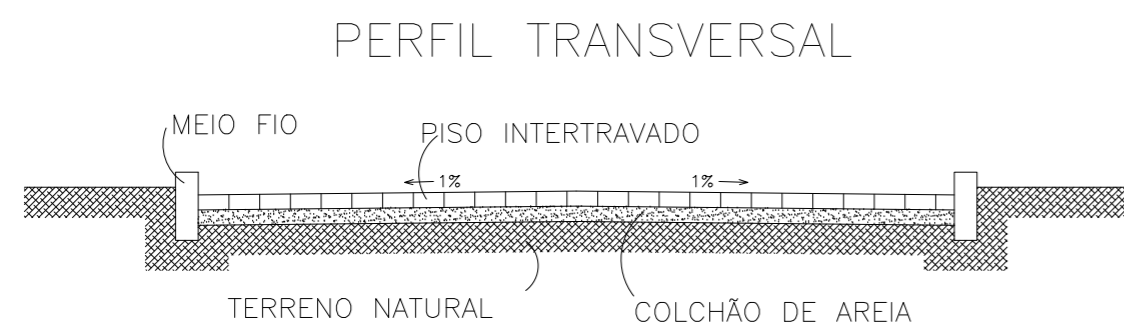 PERFIL TRANSVERSAL
MEIO FIO
PISO INTERTRAVADO
1%
1%
TERRENO NATURAL
COLCHÃO DE AREIA